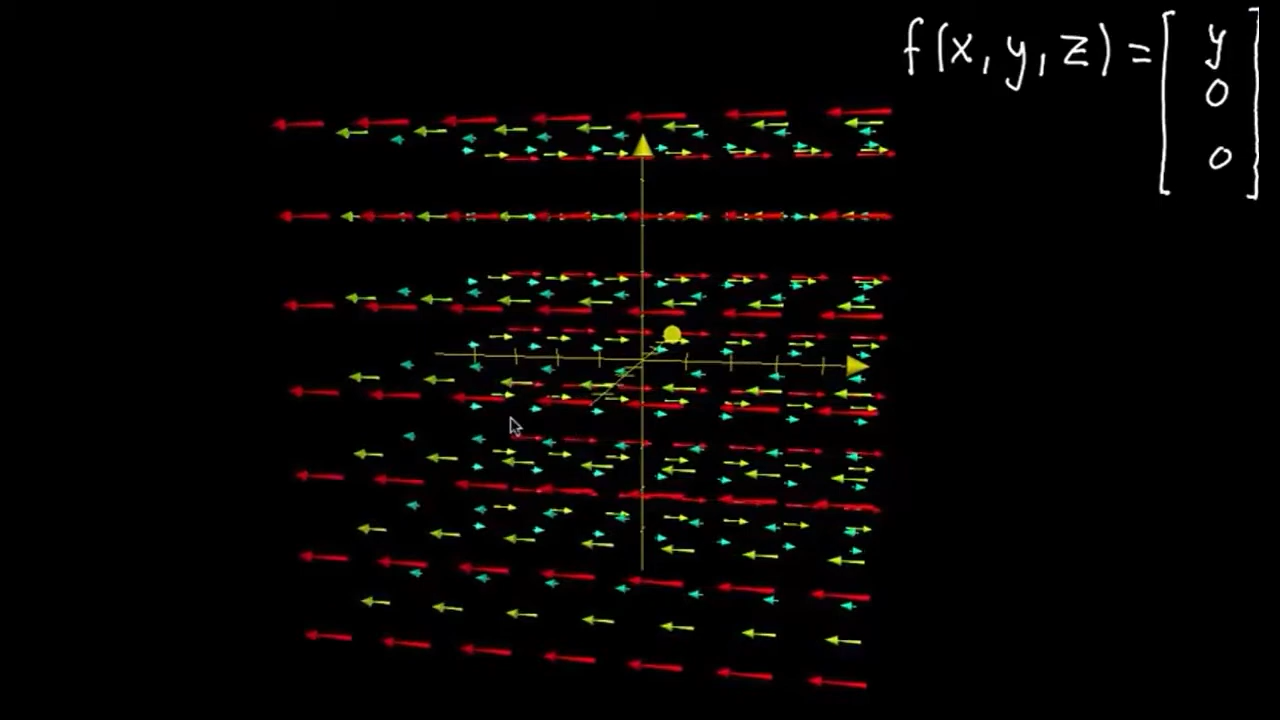 f(x, y, z) = [ y
0
0 ]